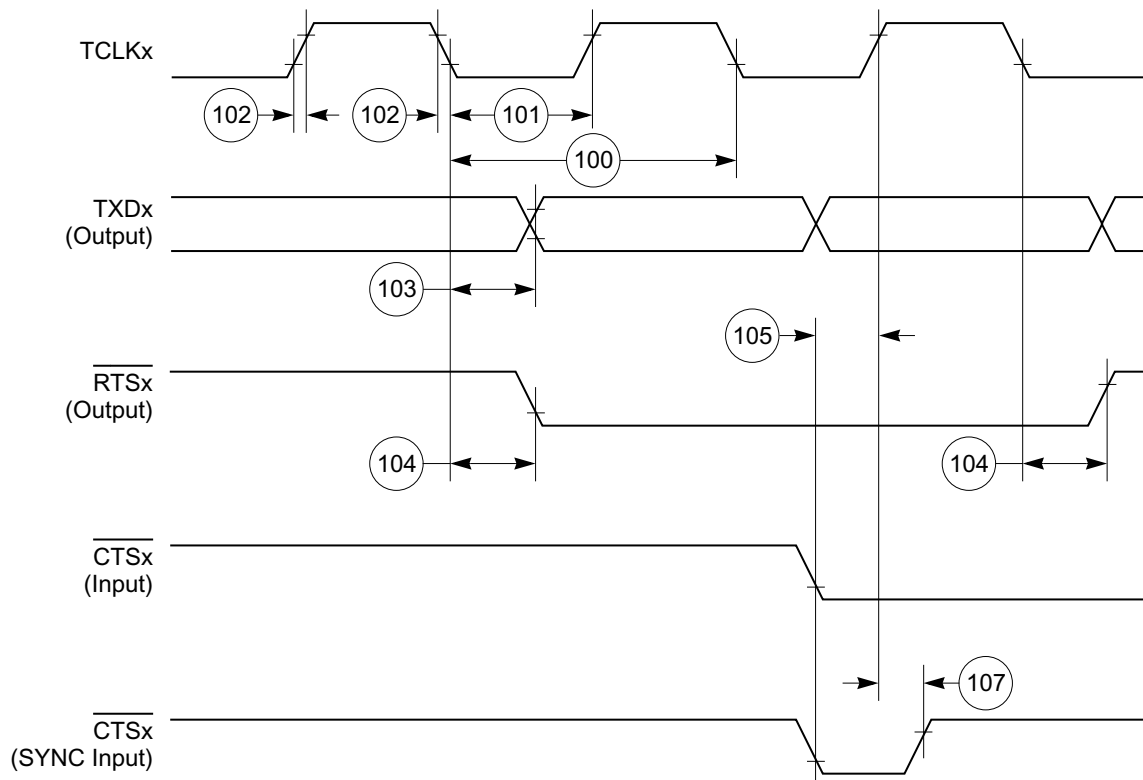 TCLKx
102
102
101
100
TXDx
(Output)
103
105
RTSx
(Output)
104
104
CTSx
(Input)
107
CTSx
(SYNC Input)